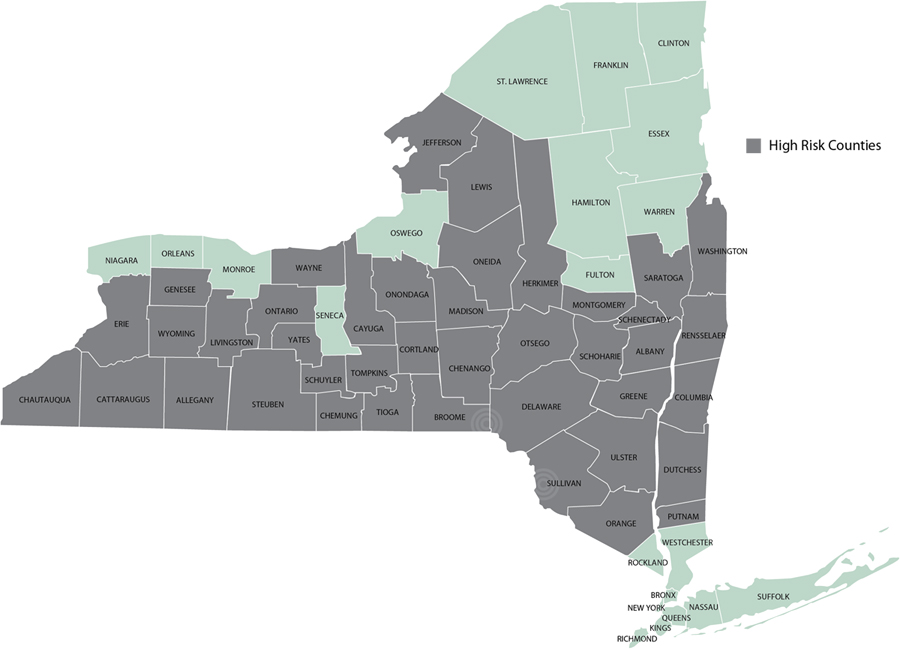 CLINTON
FRANKLIN
ST. LAWRENCE
ESSEX
JEFFERSON
High Risk Counties
LEWIS
HAMILTON
WARREN
OSWEGO
WASHINGTON
NIAGARA
ORLEANS
MONROE
WAYNE
ONEIDA
HERKIMER
FULTON
SARATOGA
GENESEE
ONTARIO
SENECA
ONONDAGA
MADISON
MONTGOMERY
SCHENECTADY
ERIE
WYOMING
LIVINGSTON
YATES
CAYUGA
CORTLAND
OTSEGO
SCHOHARIE
ALBANY
RENSSELAER
CHENANGO
TOMPKINS
SCHUYLER
CHAUTAUQUA
CATTARAUGUS
ALLEGANY
STEUBEN
CHEMUNG
TIOGA
BROOME
DELAWARE
GREENE
COLUMBIA
ULSTER
DUTCHESS
SULLIVAN
ORANGE
PUTNAM
WESTCHESTER
ROCKLAND
BRONX
NEW YORK
NASSAU
SUFFOLK
QUEENS
KINGS
RICHMOND